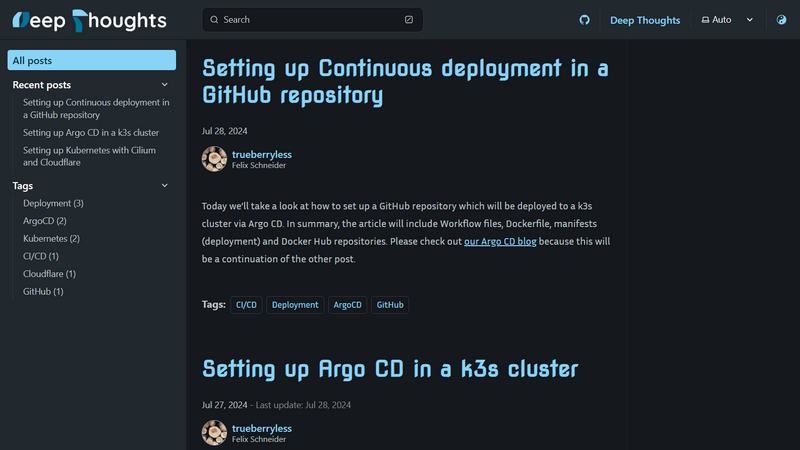 Deep Thoughts
Search
Deep Thoughts
Auto
All posts
Recent posts
Setting up Continuous deployment in
a GitHub repository
Setting up Argo CD in a k3s cluster
Setting up Kubernetes with Cilium
and Cloudflare
Tags
Deployment (3)
ArgoCD (2)
Kubernetes (2)
CI/CD (1)
Cloudflare (1)
GitHub (1)
Setting up Continuous deployment in a
GitHub repository
Jul 28, 2024
trueberryless
Felix Schneider
Today we'll take a look at how to set up a GitHub repository which will be deployed to a k3s
cluster via Argo CD. In summary, the article will include Workflow files, Dockerfile, manifests
(deployment) and Docker Hub repositories. Please check out our Argo CD blog because this will
be a continuation of the other post.
Tags: CI/CD Deployment ArgoCD GitHub
Setting up Argo CD in a k3s cluster
Jul 27, 2024 - Last update: Jul 28, 2024
trueberryless
Felix Schneider